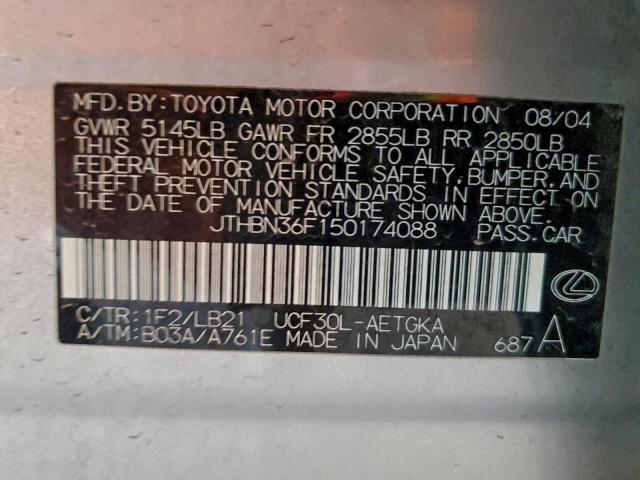 MFD. BY: TOYOTA MOTOR CORPORATION 08/04
GVWR 5145LB GAWR FR 2855LB RR 2850LB
THIS VEHICLE CONFORMS TO ALL APPLICABLE
FEDERAL MOTOR VEHICLE SAFETY, BUMPER, AND
THEFT PREVENTION STANDARDS IN EFFECT ON
THE DATE OF MANUFACTURE SHOWN ABOVE.
JTHBN36F150174088 PASS. CAR
C/TR: 1F2/LB21 UCF30L-AETGKA
A/TM: B03A/A761E MADE IN JAPAN 687A